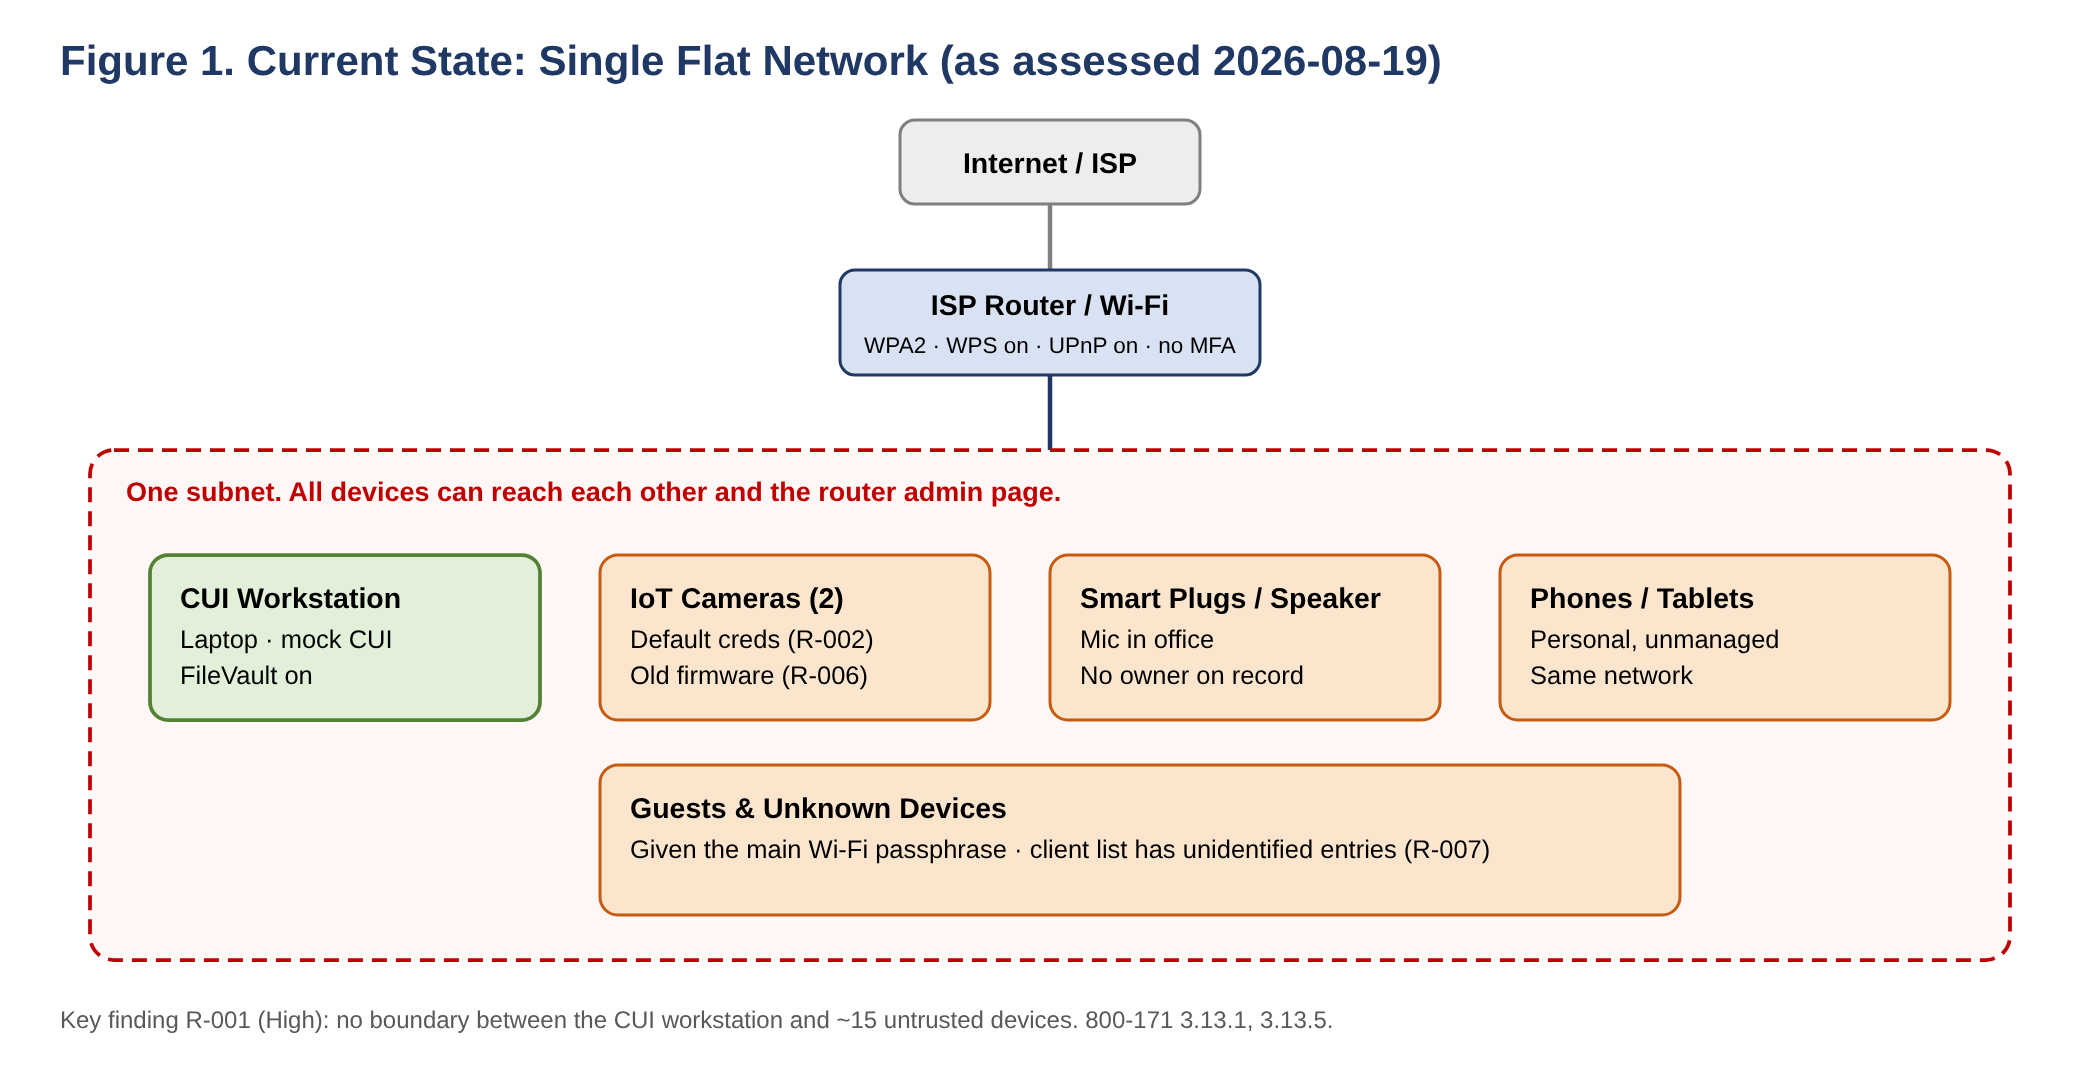 Figure 1. Current State: Single Flat Network (as assessed 2026-08-19)
Internet / ISP
ISP Router / Wi-Fi
WPA2 · WPS on · UPnP on · no MFA
One subnet. All devices can reach each other and the router admin page.
CUI Workstation
Laptop · mock CUI
FileVault on
IoT Cameras (2)
Default creds (R-002)
Old firmware (R-006)
Smart Plugs / Speaker
Mic in office
No owner on record
Phones / Tablets
Personal, unmanaged
Same network
Guests & Unknown Devices
Given the main Wi-Fi passphrase · client list has unidentified entries (R-007)
Key finding R-001 (High): no boundary between the CUI workstation and ~15 untrusted devices. 800-171 3.13.1, 3.13.5.